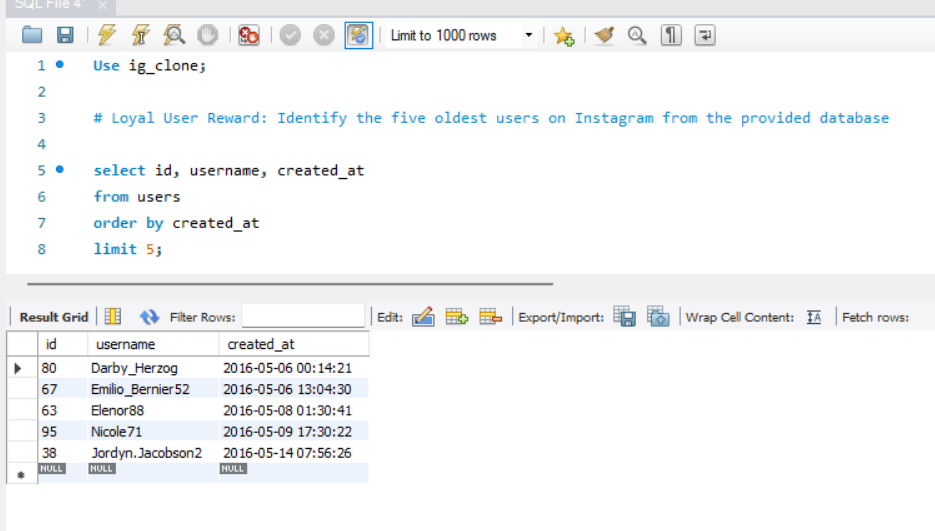 SQL File 4*
Limit to 1000 rows
1 Use ig_clone;
2
3 # Loyal User Reward: Identify the five oldest users on Instagram from the provided database
4
5 select id, username, created_at
6 from users
7 order by created_at
8 limit 5;
Result Grid Filter Rows: Edit: Export/Import: Wrap Cell Content: IA Fetch rows:
id username created_at
80 Darby_Herzog 2016-05-06 00:14:21
67 Emilio_Bernier52 2016-05-06 13:04:30
63 Elenor88 2016-05-08 01:30:41
95 Nicole71 2016-05-09 17:30:22
38 Jordyn.Jacobson2 2016-05-14 07:56:26
NULL NULL NULL